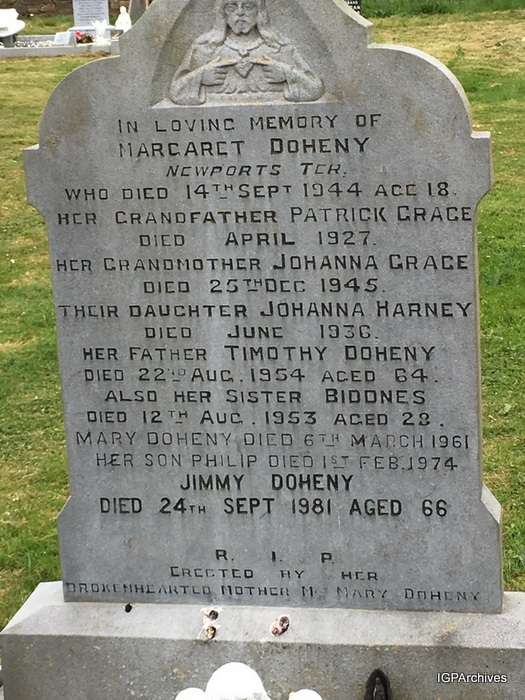 IN LOVING MEMORY OF
MARGARET DOHENY
NEWPORTS TER.
WHO DIED 14TH SEPT 1944 AGE 18.
HER GRANDFATHER PATRICK GRACE
DIED APRIL 1927.
HER GRANDMOTHER JOHANNA GRACE
DIED 25TH DEC 1945.
THEIR DAUGHTER JOHANNA HARNEY
DIED JUNE 1936.
HER FATHER TIMOTHY DOHENY
DIED 22ND AUG. 1954 AGED 64.
ALSO HER SISTER BIDDNES
DIED 12TH AUG. 1953 AGED 28.
MARY DOHENY DIED 6TH MARCH 1961
HER SON PHILIP DIED 1ST FEB. 1974
JIMMY DOHENY
DIED 24TH SEPT 1981 AGED 66
R. I. P.
ERECTED BY HER
BROKENHEARTED MOTHER MRS MARY DOHENY
IGPArchives